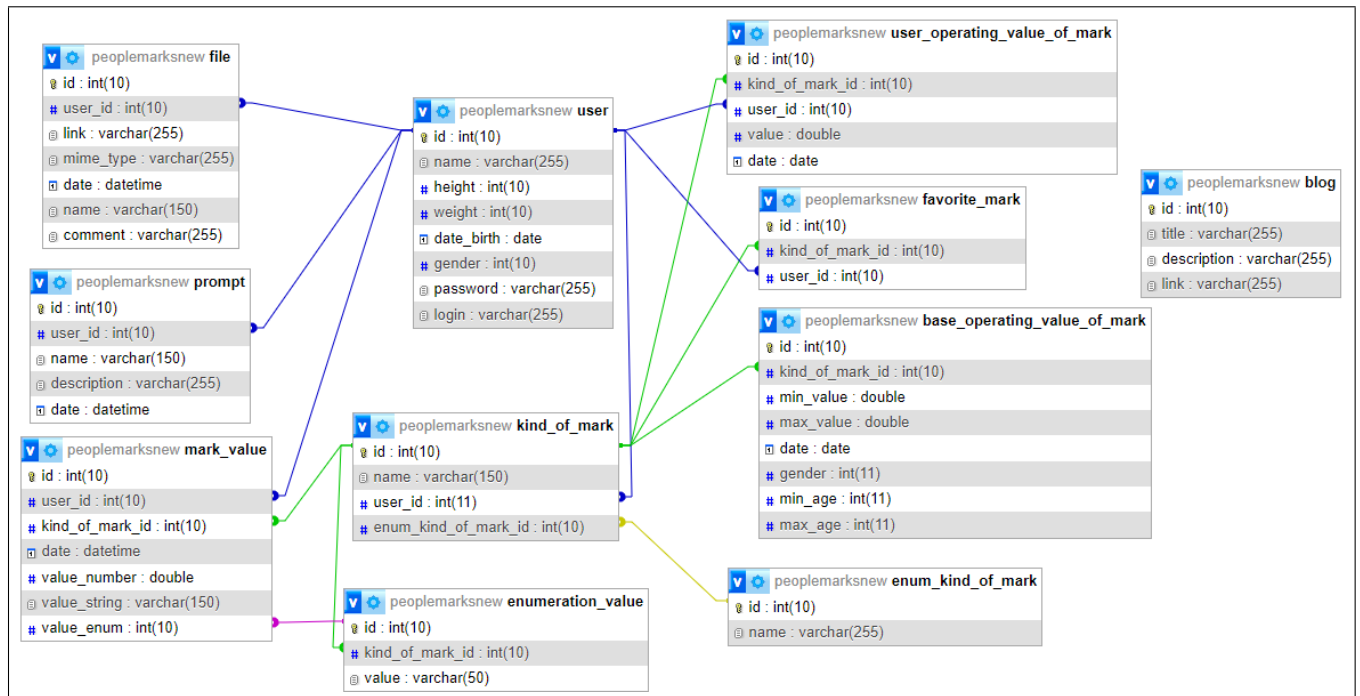 peoplemarksnew file
id : int(10)
user_id : int(10)
link : varchar(255)
mime_type : varchar(255)
date : datetime
name : varchar(150)
comment : varchar(255)
peoplemarksnew prompt
id : int(10)
user_id : int(10)
name : varchar(150)
description : varchar(255)
date : datetime
peoplemarksnew mark_value
id : int(10)
user_id : int(10)
kind_of_mark_id : int(10)
date : datetime
value_number : double
value_string : varchar(150)
value_enum : int(10)
peoplemarksnew user
id : int(10)
name : varchar(255)
height : int(10)
weight : int(10)
date_birth : date
gender : int(10)
password : varchar(255)
login : varchar(255)
peoplemarksnew kind_of_mark
id : int(10)
name : varchar(150)
user_id : int(11)
enum_kind_of_mark_id : int(10)
peoplemarksnew enumeration_value
id : int(10)
kind_of_mark_id : int(10)
value : varchar(50)
peoplemarksnew user_operating_value_of_mark
id : int(10)
kind_of_mark_id : int(10)
user_id : int(10)
value : double
date : date
peoplemarksnew favorite_mark
id : int(10)
kind_of_mark_id : int(10)
user_id : int(10)
peoplemarksnew base_operating_value_of_mark
id : int(10)
kind_of_mark_id : int(10)
min_value : double
max_value : double
date : date
gender : int(11)
min_age : int(11)
max_age : int(11)
peoplemarksnew enum_kind_of_mark
id : int(10)
name : varchar(255)
peoplemarksnew blog
id : int(10)
title : varchar(255)
description : varchar(255)
link : varchar(255)